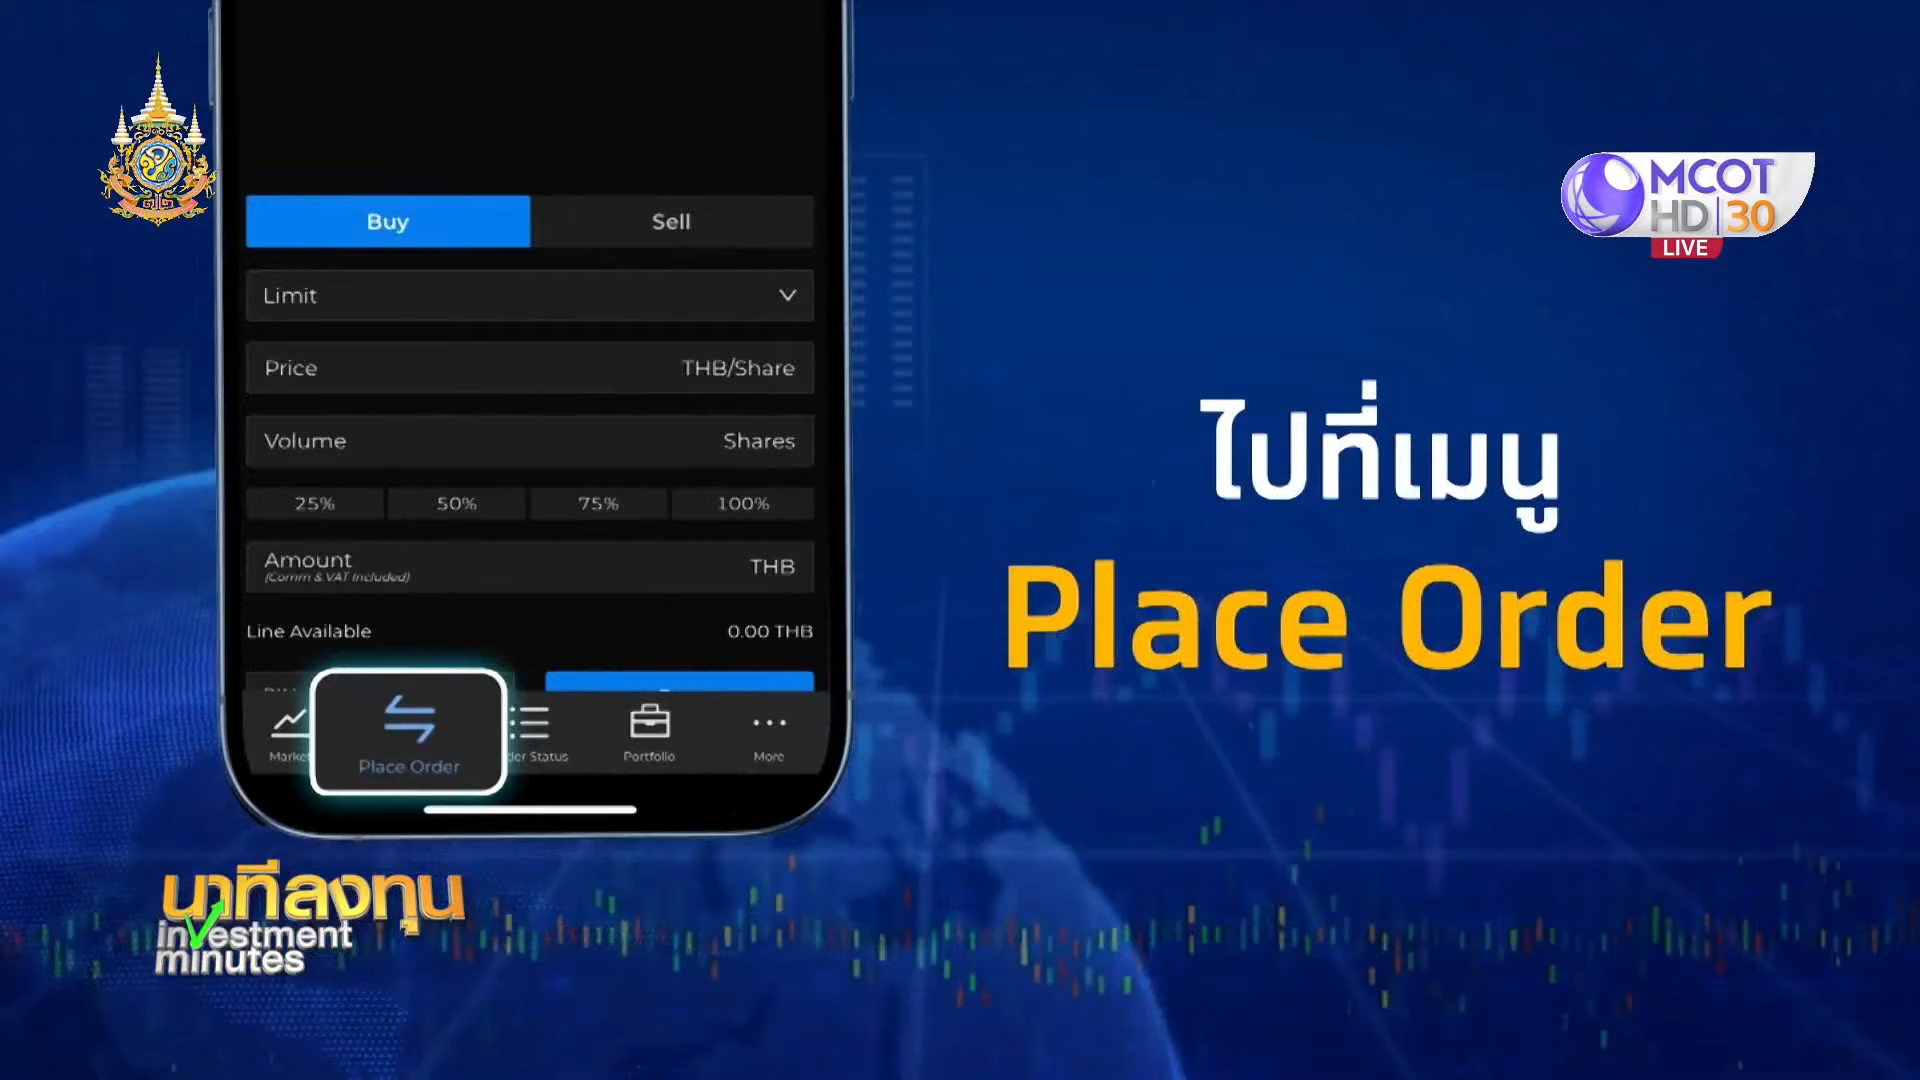 MCOT
HD 30
LIVE
Buy
Sell
Limit
Price
THB/Share
Volume
Shares
25%
50%
75%
100%
Amount
(Comm & VAT Included)
THB
Line Available
0.00 THB
Place Order
Portfolio
More
ไปที่เมนู
Place Order
นาทีลงทุน
investment
minutes